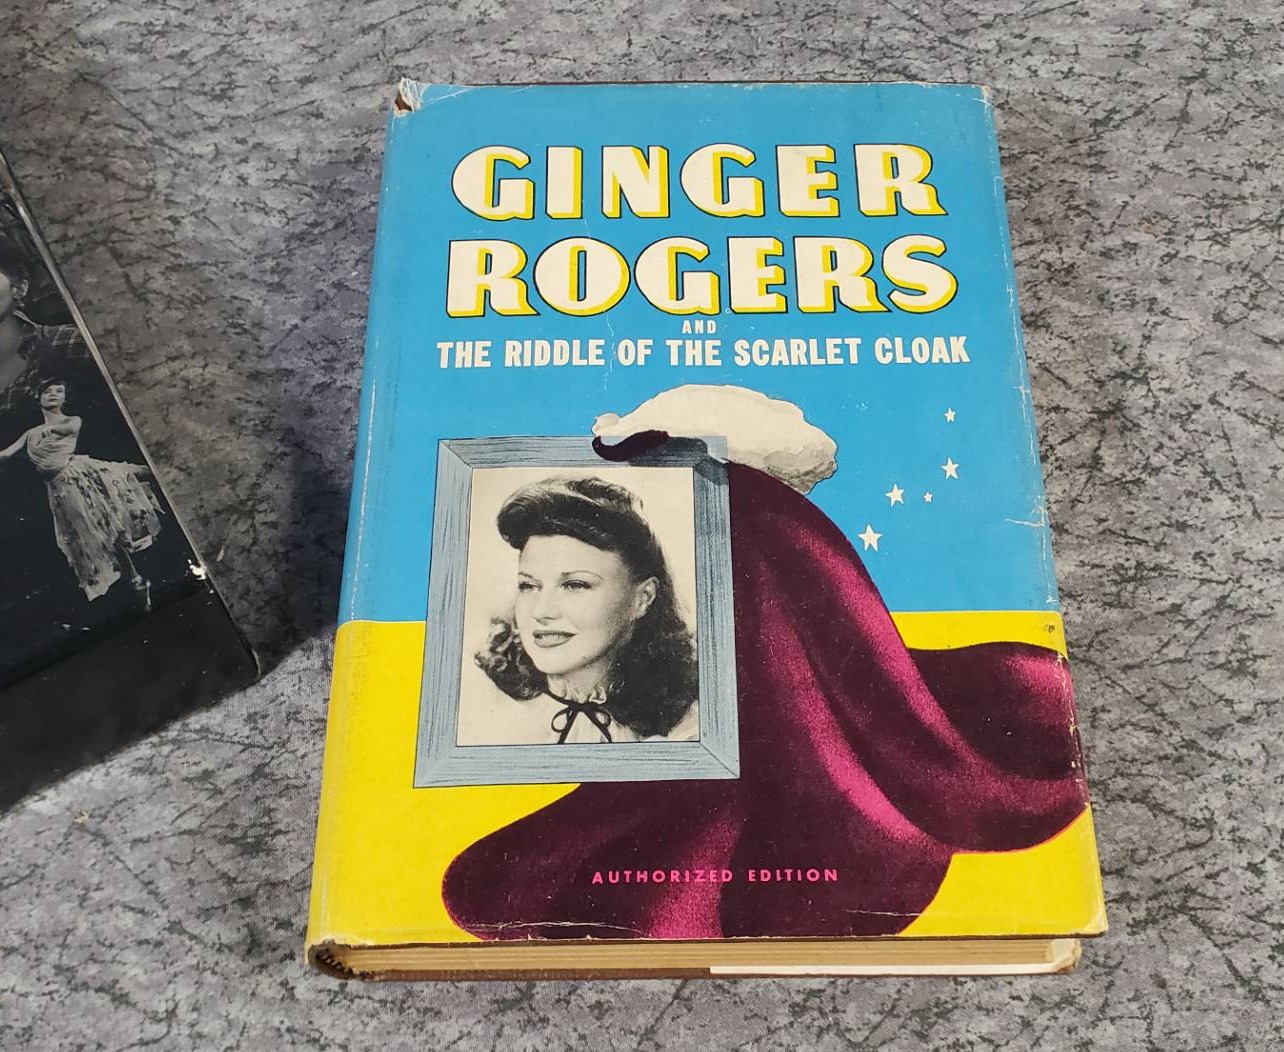 GINGER
ROGERS
AND
THE RIDDLE OF THE SCARLET CLOAK
AUTHORIZED EDITION